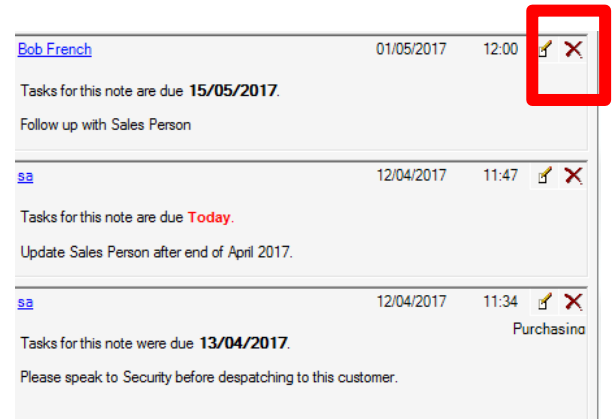 Bob French 01/05/2017 12:00
Tasks for this note are due 15/05/2017.
Follow up with Sales Person
sa 12/04/2017 11:47
Tasks for this note are due Today.
Update Sales Person after end of April 2017.
sa 12/04/2017 11:34
Purchasing
Tasks for this note were due 13/04/2017.
Please speak to Security before despatching to this customer.